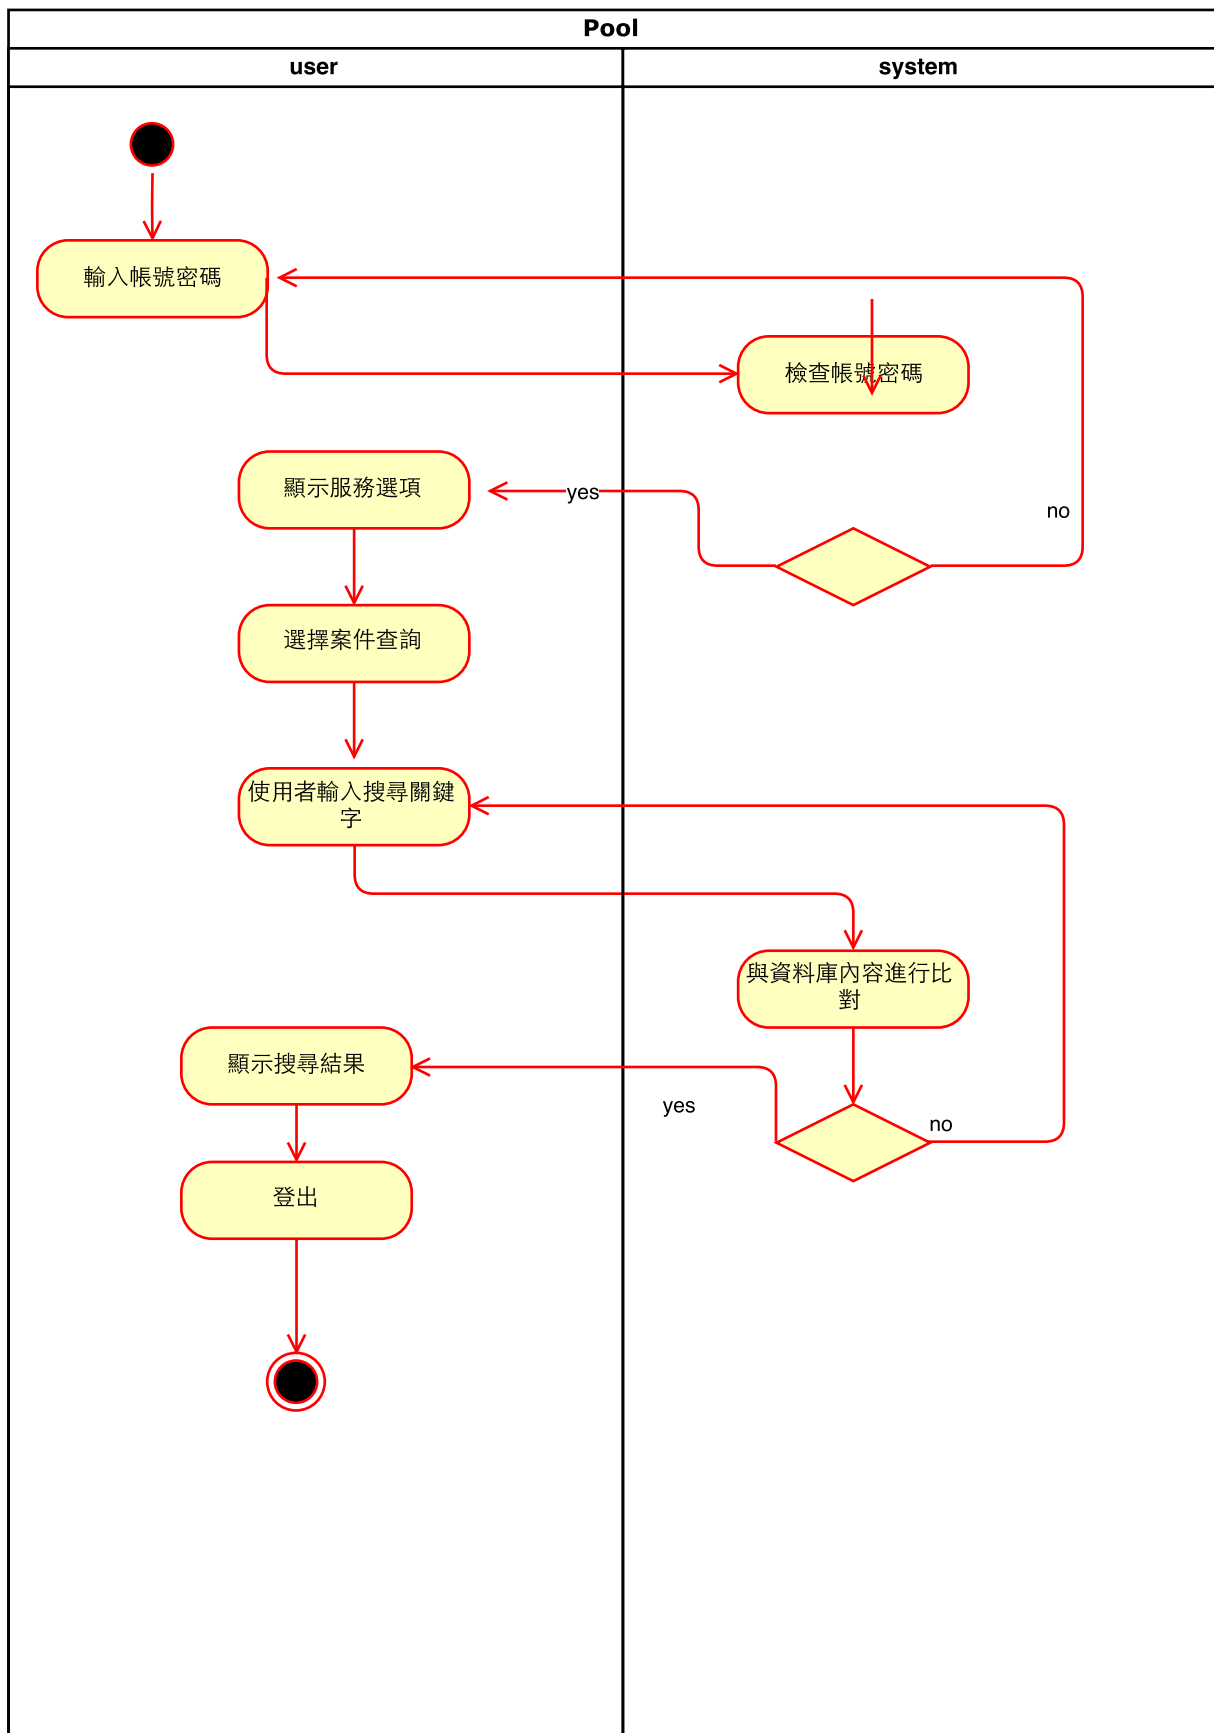 Pool
user
system
輸入帳號密碼
檢查帳號密碼
顯示服務選項
yes
no
選擇案件查詢
使用者輸入搜尋關鍵
字
與資料庫內容進行比
對
顯示搜尋結果
yes
no
登出